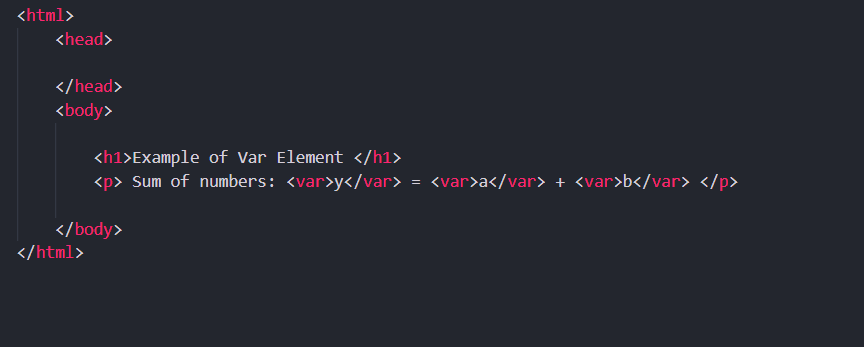 <html>
<head>
</head>
<body>
<h1>Example of Var Element </h1>
<p> Sum of numbers: <var>y</var> = <var>a</var> + <var>b</var> </p>
</body>
</html>